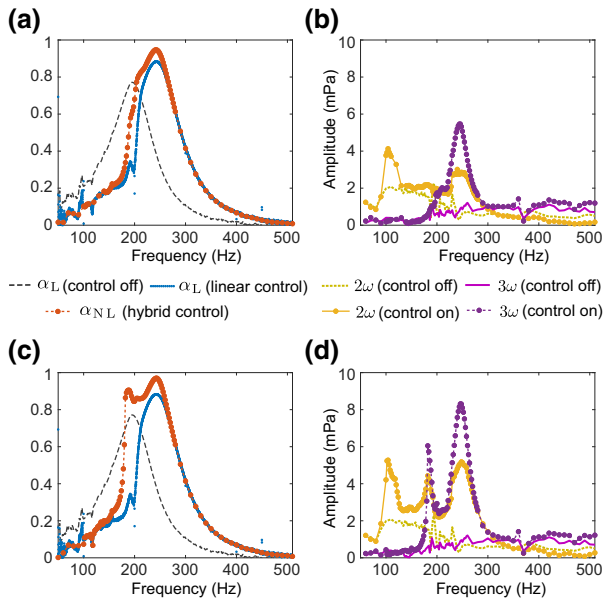 (a)
(b)
1
0.8
0.6
0.4
0.2
0
100 200 300 400 500
Frequency (Hz)
10
8
6
4
2
0
Amplitude (mPa)
100 200 300 400 500
Frequency (Hz)
α_L (control off)
α_L (linear control)
2ω (control off)
3ω (control off)
α_NL (hybrid control)
2ω (control on)
3ω (control on)
(c)
(d)
1
0.8
0.6
0.4
0.2
0
100 200 300 400 500
Frequency (Hz)
10
8
6
4
2
0
Amplitude (mPa)
100 200 300 400 500
Frequency (Hz)